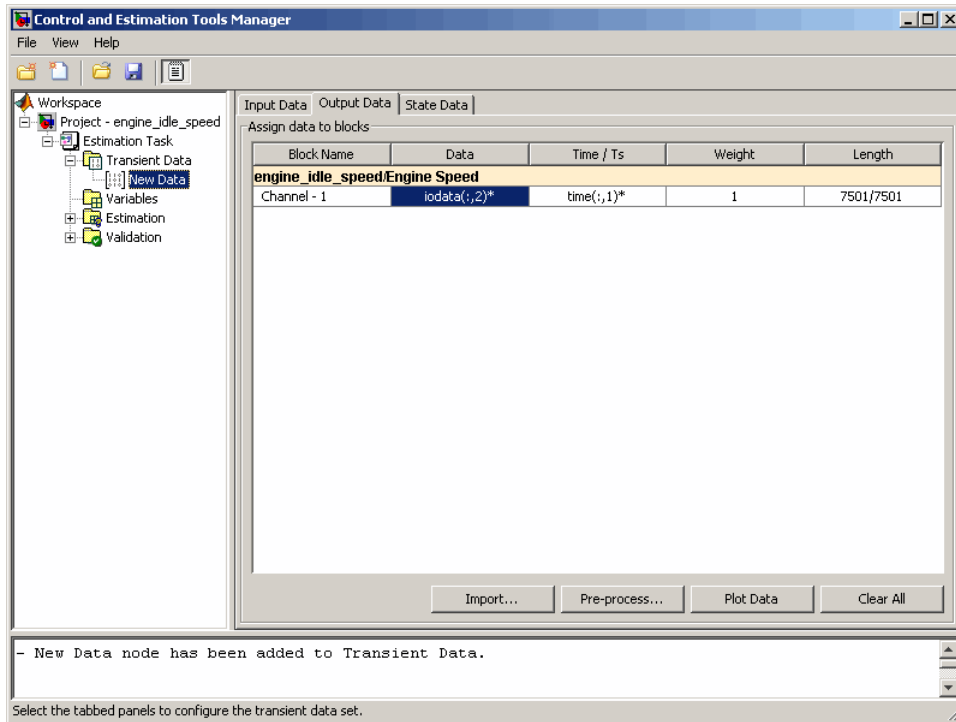 Control and Estimation Tools Manager
File View Help
Workspace
Project - engine_idle_speed
Estimation Task
Transient Data
New Data
Variables
Estimation
Validation
Input Data Output Data State Data
Assign data to blocks
Block Name Data Time / Ts Weight Length
engine_idle_speed/Engine Speed
Channel - 1 iodata(:,2)* time(:,1)* 1 7501/7501
Import... Pre-process... Plot Data Clear All
- New Data node has been added to Transient Data.
Select the tabbed panels to configure the transient data set.